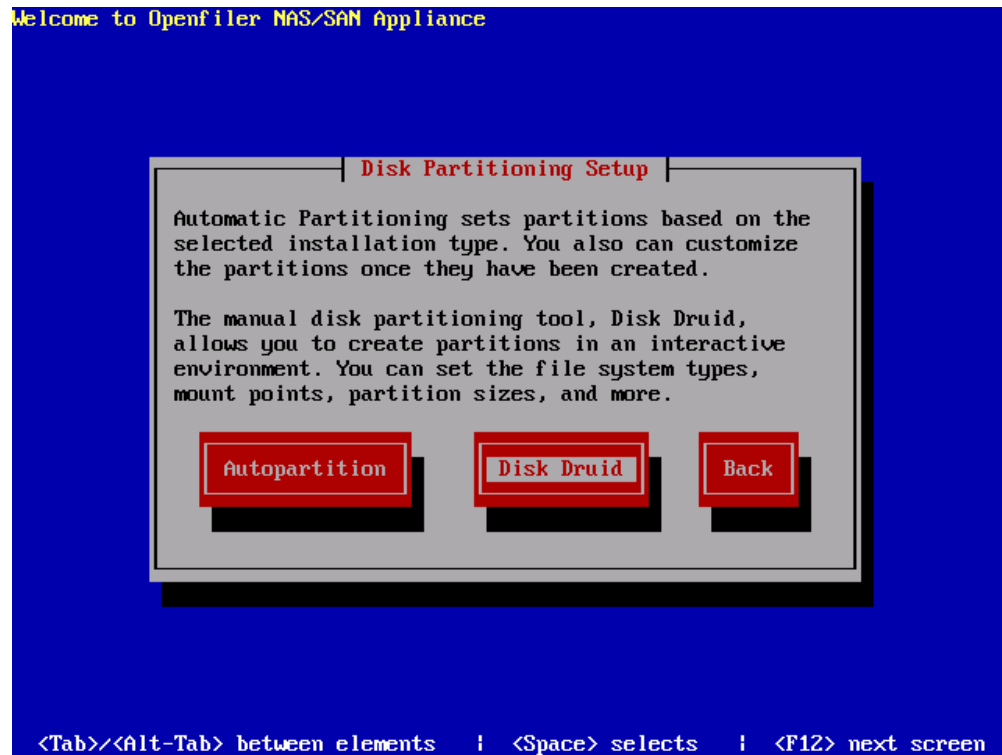 Welcome to Openfiler NAS/SAN Appliance
Disk Partitioning Setup
Automatic Partitioning sets partitions based on the
selected installation type. You also can customize
the partitions once they have been created.
The manual disk partitioning tool, Disk Druid,
allows you to create partitions in an interactive
environment. You can set the file system types,
mount points, partition sizes, and more.
Autopartition Disk Druid Back
<Tab>/<Alt-Tab> between elements | <Space> selects | <F12> next screen